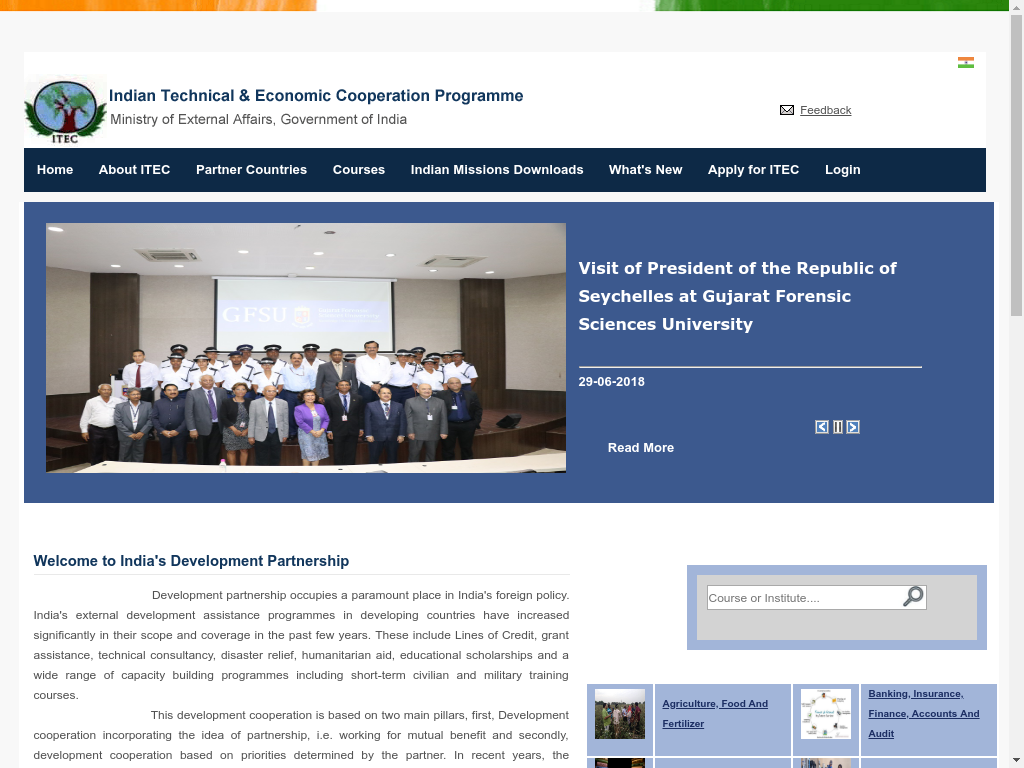 Indian Technical & Economic Cooperation Programme
Ministry of External Affairs, Government of India
ITEC
Feedback
Home About ITEC Partner Countries Courses Indian Missions Downloads What's New Apply for ITEC Login
GFSU
Visit of President of the Republic of
Seychelles at Gujarat Forensic
Sciences University
29-06-2018
Read More
Welcome to India's Development Partnership
Development partnership occupies a paramount place in India's foreign policy.
India's external development assistance programmes in developing countries have increased
significantly in their scope and coverage in the past few years. These include Lines of Credit, grant
assistance, technical consultancy, disaster relief, humanitarian aid, educational scholarships and a
wide range of capacity building programmes including short-term civilian and military training
courses.
This development cooperation is based on two main pillars, first, Development
cooperation incorporating the idea of partnership, i.e. working for mutual benefit and secondly,
development cooperation based on priorities determined by the partner. In recent years, the
Course or Institute....
Agriculture, Food And
Fertilizer
Banking, Insurance,
Finance, Accounts And
Audit